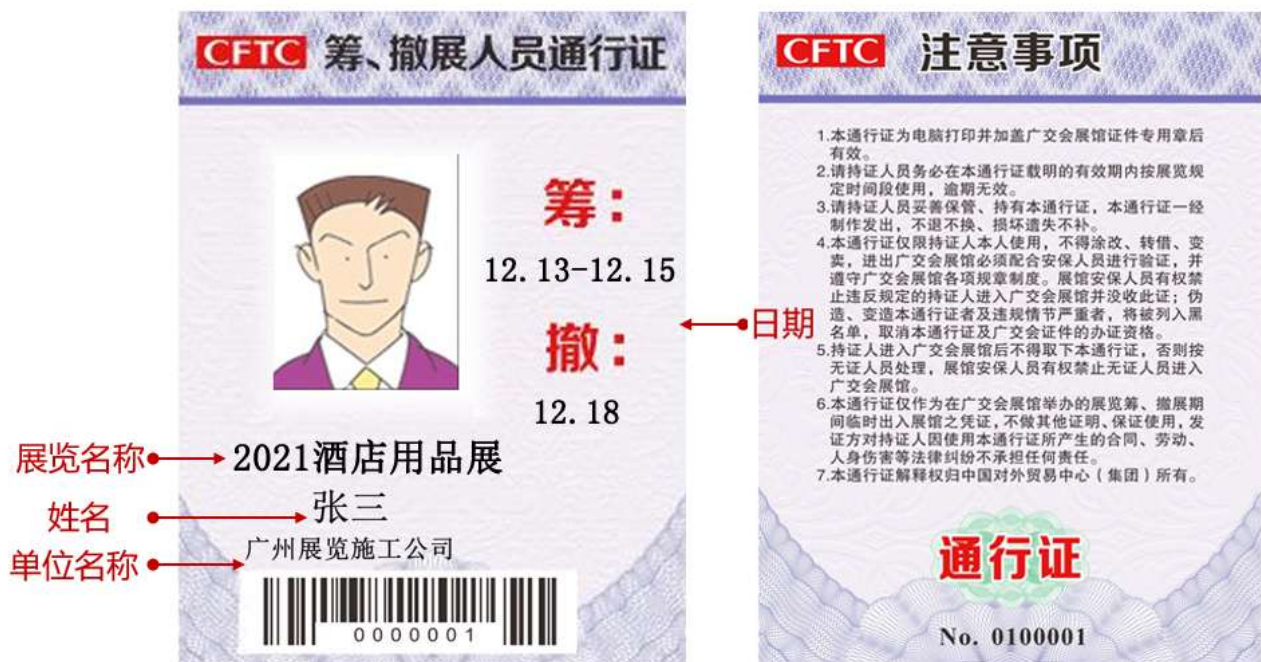 CFTC 筹、撤展人员通行证
筹：
12.13-12.15
撤：
12.18
日期
展览名称
2021酒店用品展
姓名
张三
单位名称
广州展览施工公司
0000001
CFTC 注意事项
1.本通行证为电脑打印并加盖广交会展馆证件专用章后
有效。
2.请持证人员务必在本通行证载明的有效期内按展览规
定时间段使用，逾期无效。
3.请持证人员妥善保管、持有本通行证，本通行证一经
制作发出，不退不换、损坏遗失不补。
4.本通行证仅限持证人本人使用，不得涂改、转借、变
卖，进出广交会展馆必须配合安保人员进行验证，并
遵守广交会展馆各项规章制度。展馆安保人员有权禁
止违反规定的持证人进入广交会展馆并没收此证；伪
造、变造本通行证者及违规情节严重者，将被列入黑
名单，取消本通行证及广交会证件的办证资格。
5.持证人进入广交会展馆后不得取下本通行证，否则按
无证人员处理，展馆安保人员有权禁止无证人员进入
广交会展馆。
6.本通行证仅作为在广交会展馆举办的展览筹、撤展期
间临时出入展馆之凭证，不做其他证明、保证使用，发
证方对持证人因使用本通行证所产生的合同、劳动、
人身伤害等法律纠纷不承担任何责任。
7.本通行证解释权归中国对外贸易中心（集团）所有。
通行证
No. 0100001